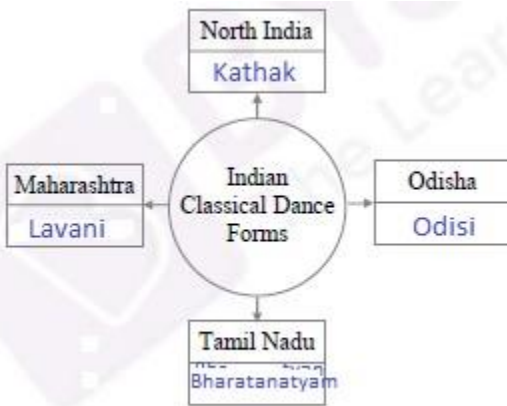 North India
Kathak
Maharashtra
Lavani
Indian
Classical Dance
Forms
Odisha
Odisi
Tamil Nadu
Bharatanatyam